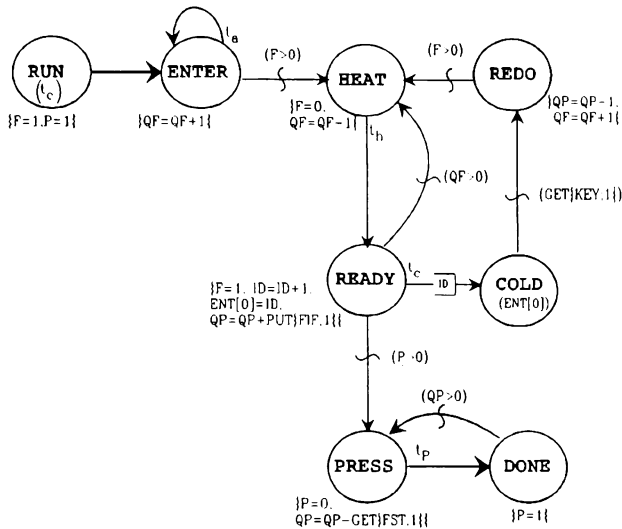 t_a
(F>0)
(F>0)
RUN
(t_c)
ENTER
HEAT
REDO
}F=1,P=1{
}QF=QF+1{
}F=0,
QF=QF-1{
}QP=QP-1,
QF=QF+1{
t_h
(QF>0)
(GET}KEY,1{)
READY
t_c
ID
COLD
(ENT[0])
}F=1, ID=ID+1,
ENT[0]=ID,
QP=QP+PUT}FIF,1{{
(P>0)
(QP>0)
PRESS
t_P
DONE
}P=0,
QP=QP-GET}FST,1{{
}P=1{